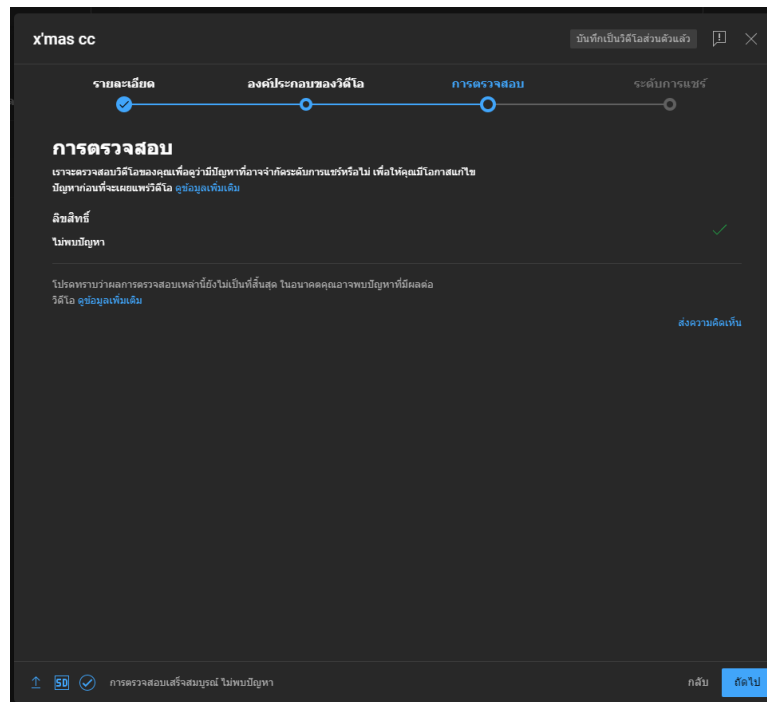 x'mas cc
บันทึกเป็นวิดีโอส่วนตัวแล้ว
รายละเอียด
องค์ประกอบของวิดีโอ
การตรวจสอบ
ระดับการแชร์
การตรวจสอบ
เราจะตรวจสอบวิดีโอของคุณเพื่อดูว่ามีปัญหาที่อาจจำกัดระดับการแชร์หรือไม่ เพื่อให้คุณมีโอกาสแก้ไข
ปัญหาก่อนที่จะเผยแพร่วิดีโอ ดูข้อมูลเพิ่มเติม
ลิขสิทธิ์
ไม่พบปัญหา
โปรดทราบว่าผลการตรวจสอบเหล่านี้ยังไม่เป็นที่สิ้นสุด ในอนาคตคุณอาจพบปัญหาที่มีผลต่อ
วิดีโอ ดูข้อมูลเพิ่มเติม
ส่งความคิดเห็น
SD
การตรวจสอบเสร็จสมบูรณ์ ไม่พบปัญหา
กลับ
ถัดไป